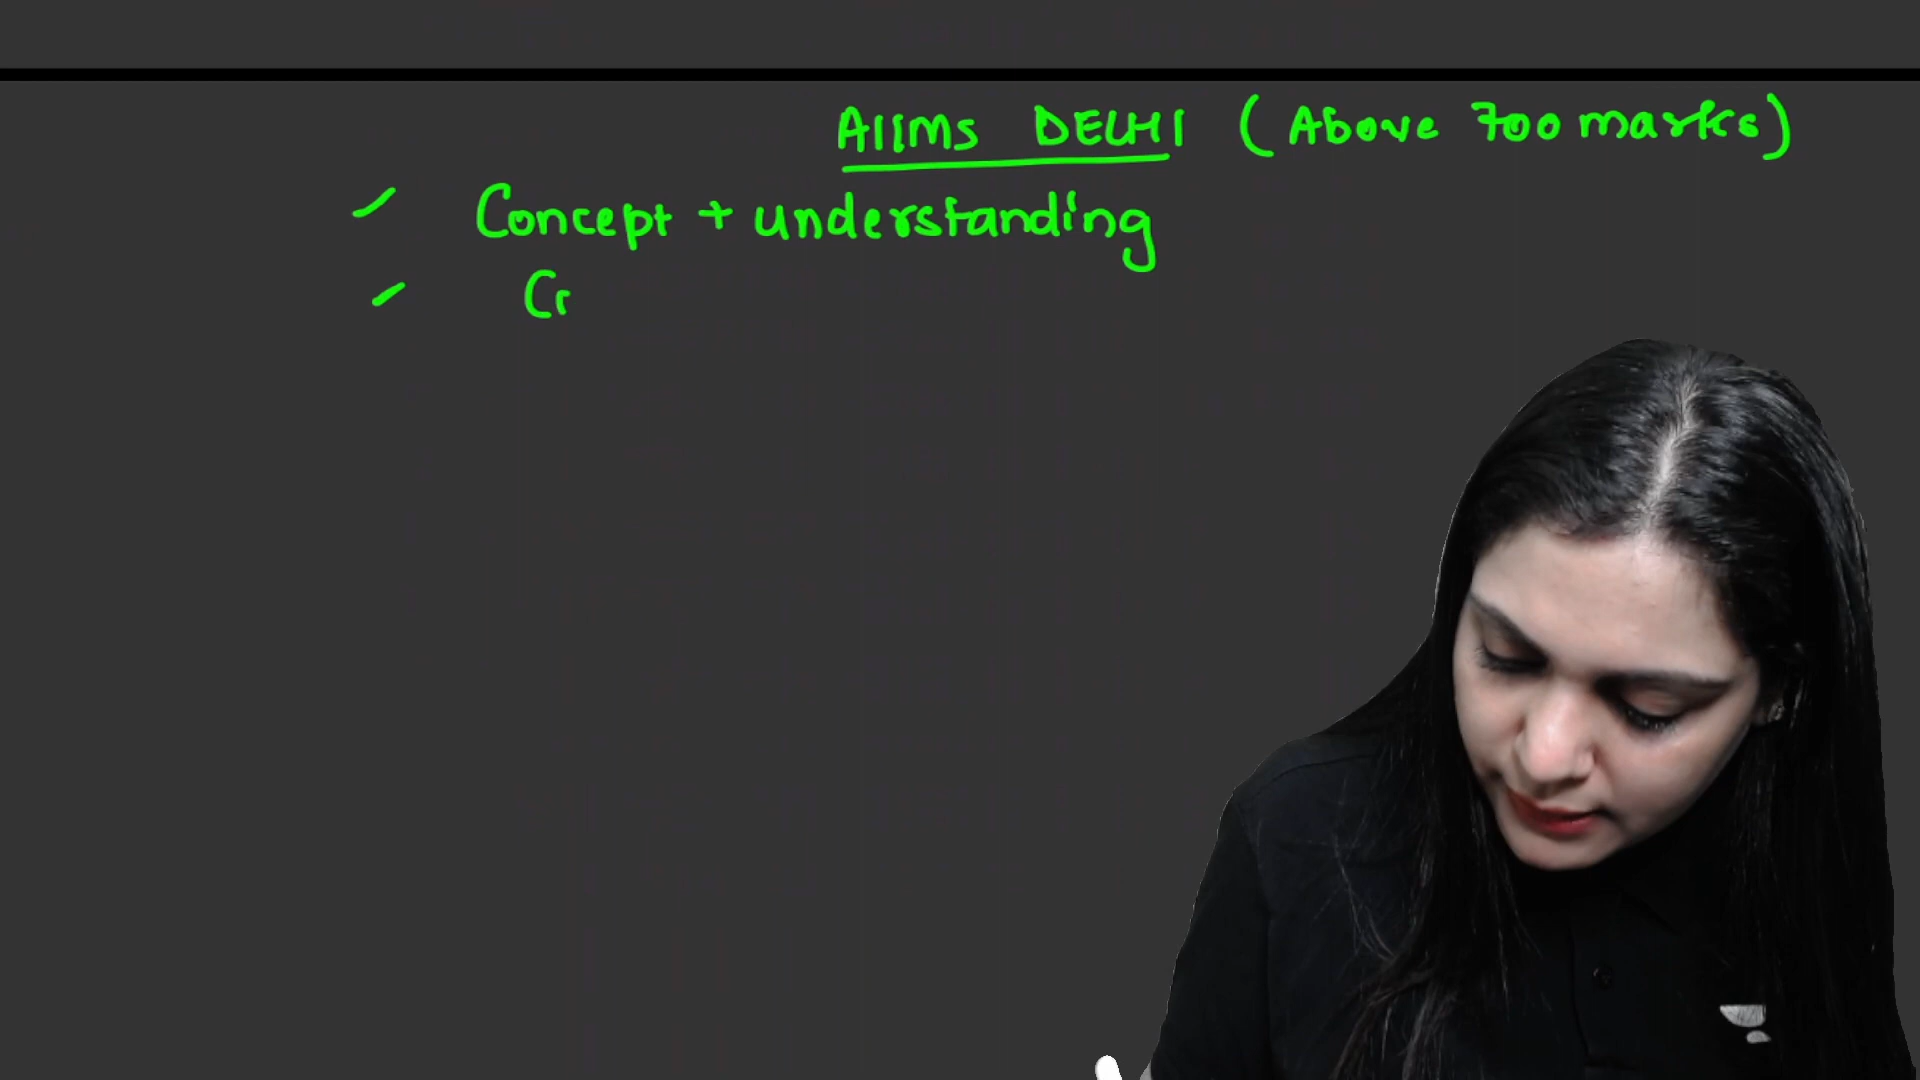 AIIMS DELHI (Above 700 marks)
Concept + understanding
Cr